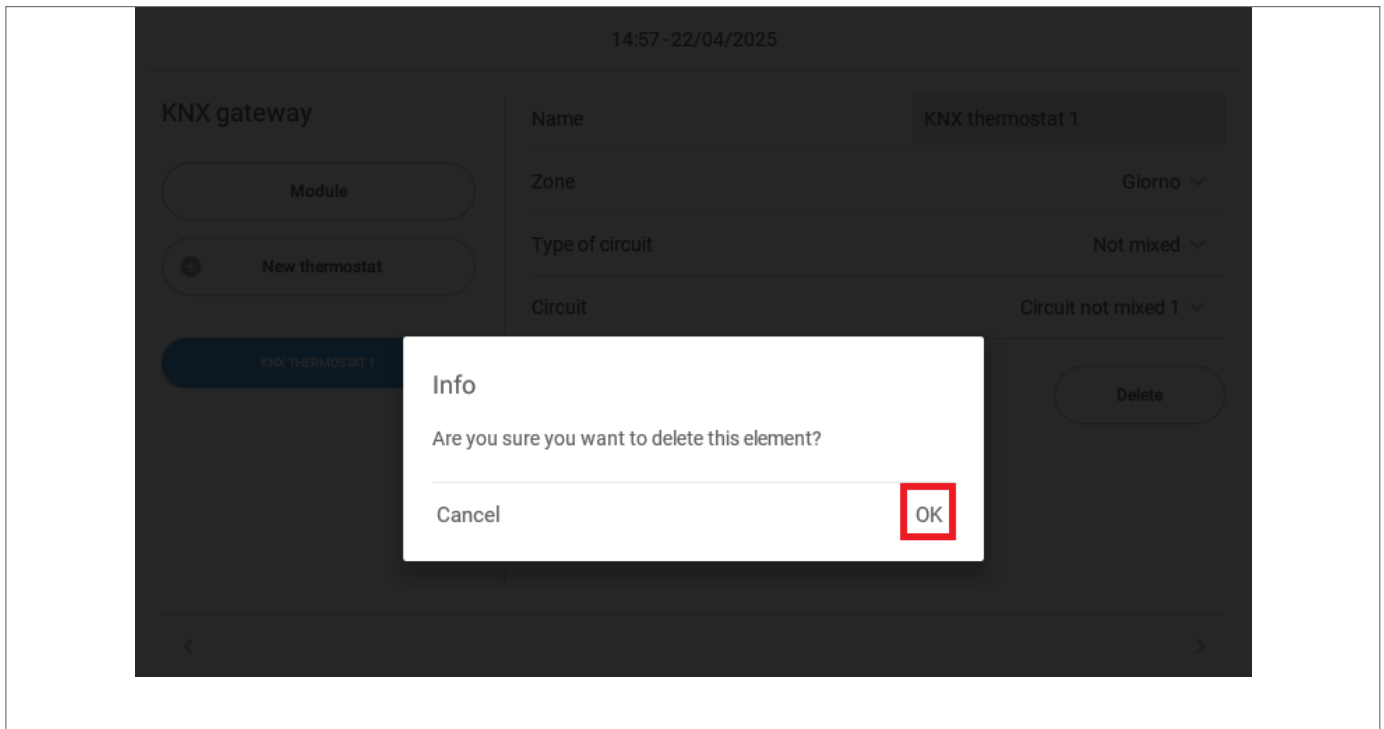 14:57-22/04/2025
KNX gateway
Module
New thermostat
KNX THERMOSTAT 1
Name KNX thermostat 1
Zone Giorno
Type of circuit Not mixed
Circuit Circuit not mixed 1
Delete
Info
Are you sure you want to delete this element?
Cancel OK